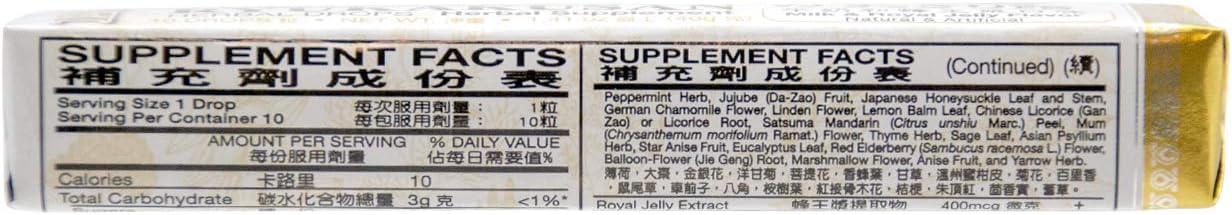 Herbal Supplement
Milk & Royal Jelly Flavor
Natural & Artificial
SUPPLEMENT FACTS
補充劑成份表
Serving Size 1 Drop 每次服用劑量： 1粒
Serving Per Container 10 每包服用劑量： 10粒
AMOUNT PER SERVING % DAILY VALUE
每份服用劑量 佔每日需要值%
Calories 卡路里 10
Total Carbohydrate 碳水化合物總量 3g 克 <1%*
SUPPLEMENT FACTS
補充劑成份表 (Continued) (續)
Peppermint Herb, Jujube (Da-Zao) Fruit, Japanese Honeysuckle Leaf and Stem,
German Chamomile Flower, Linden Flower, Lemon Balm Leaf, Chinese Licorice (Gan
Zao) or Licorice Root, Satsuma Mandarin (Citrus unshiu Marc.) Peel, Mum
(Chrysanthemum morifolium Ramat.) Flower, Thyme Herb, Sage Leaf, Asian Psyllium
Herb, Star Anise Fruit, Eucalyptus Leaf, Red Elderberry (Sambucus racemosa L.) Flower,
Balloon-Flower (Jie Geng) Root, Marshmallow Flower, Anise Fruit, and Yarrow Herb.
薄荷，大棗，金銀花，洋甘菊，菩提花，香蜂葉，甘草，溫州蜜柑皮，菊花，百里香
，鼠尾草，車前子，八角，桉樹葉，紅接骨木花，桔梗，朱頂紅，茴香實，蓍草。
Royal Jelly Extract 蜂王漿提取物 400mcg 微克 +